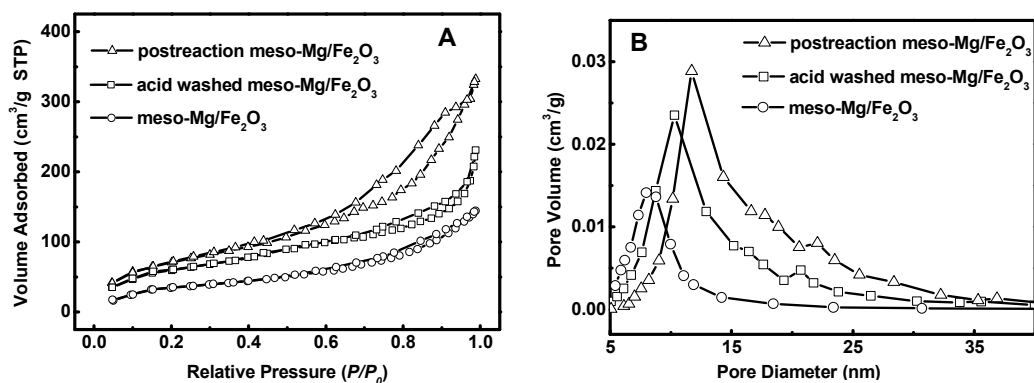 A
postreaction meso-Mg/Fe₂O₃
acid washed meso-Mg/Fe₂O₃
meso-Mg/Fe₂O₃
Volume Adsorbed (cm³/g STP)
400
300
200
100
0
0.0 0.2 0.4 0.6 0.8 1.0
Relative Pressure (P/P₀)
B
postreaction meso-Mg/Fe₂O₃
acid washed meso-Mg/Fe₂O₃
meso-Mg/Fe₂O₃
Pore Volume (cm³/g)
0.03
0.02
0.01
0.00
5 15 25 35
Pore Diameter (nm)